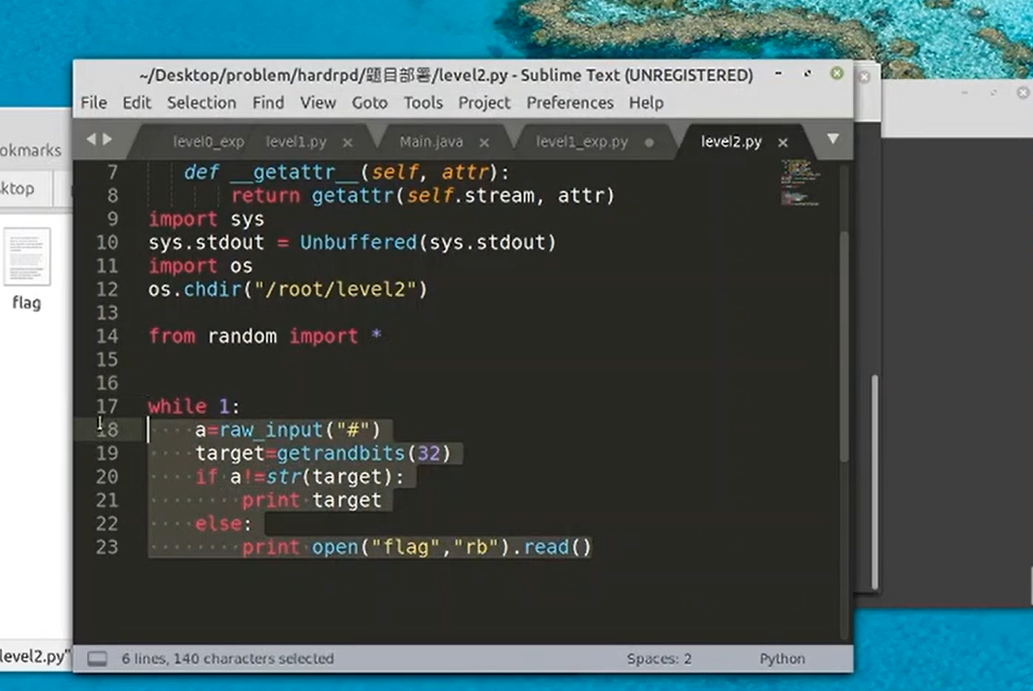 ~/Desktop/problem/hardrpd/題目部署/level2.py - Sublime Text (UNREGISTERED)
File Edit Selection Find View Goto Tools Project Preferences Help
okmarks
level0_exp level1.py Main.java level1_exp.py level2.py
ktop
flag
7 def __getattr__(self, attr):
8 return getattr(self.stream, attr)
9 import sys
10 sys.stdout = Unbuffered(sys.stdout)
11 import os
12 os.chdir("/root/level2")
13
14 from random import *
15
16
17 while 1:
18 a=raw_input("#")
19 target=getrandbits(32)
20 if a!=str(target):
21 print target
22 else:
23 print open("flag","rb").read()
level2.py"
6 lines, 140 characters selected Spaces: 2 Python